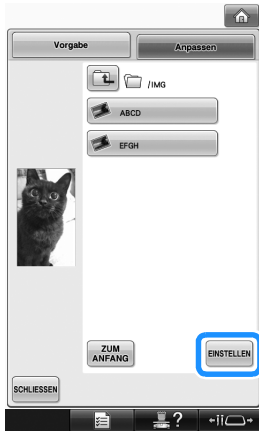 Vorgabe
Anpassen
/IMG
ABCD
EFGH
ZUM
ANFANG
EINSTELLEN
SCHLIESSEN
?